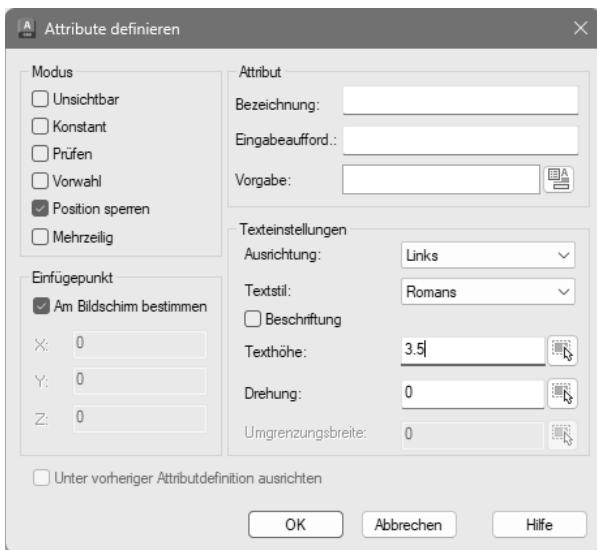 Attribute definieren
Modus
Unsichtbar
Konstant
Prüfen
Vorwahl
Position sperren
Mehrzeilig
Einfügepunkt
Am Bildschirm bestimmen
X: 0
Y: 0
Z: 0
Attribut
Bezeichnung:
Eingabeaufford.:
Vorgabe:
Texteinstellungen
Ausrichtung: Links
Textstil: Romans
Beschriftung
Texthöhe: 3.5
Drehung: 0
Umgrenzungsbreite: 0
Unter vorheriger Attributdefinition ausrichten
OK Abbrechen Hilfe